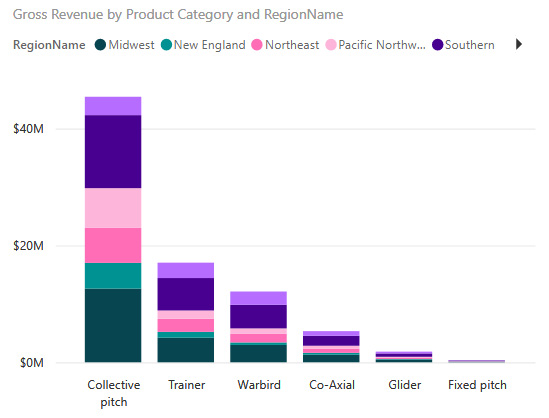 Gross Revenue by Product Category and RegionName
RegionName Midwest New England Northeast Pacific Northw... Southern
$40M
$20M
$0M
Collective pitch
Trainer
Warbird
Co-Axial
Glider
Fixed pitch